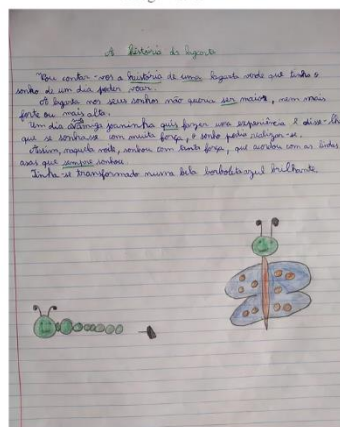 A história da lagarta
"Vou contar-vos a história de uma lagarta verde que tinha o
sonho de um dia poder voar.
A lagarta nos seus sonhos não queria ser maior, nem mais
forte ou mais alta.
Um dia a amiga joaninha quis fazer uma experiência e disse-lhe
que se sonhasse com muita força, o sonho podia realizar-se.
Assim, naquela noite, sonhou com tanta força, que acordou com as lindas
asas que sempre sonhou.
Tinha-se transformado numa bela borboleta azul brilhante.